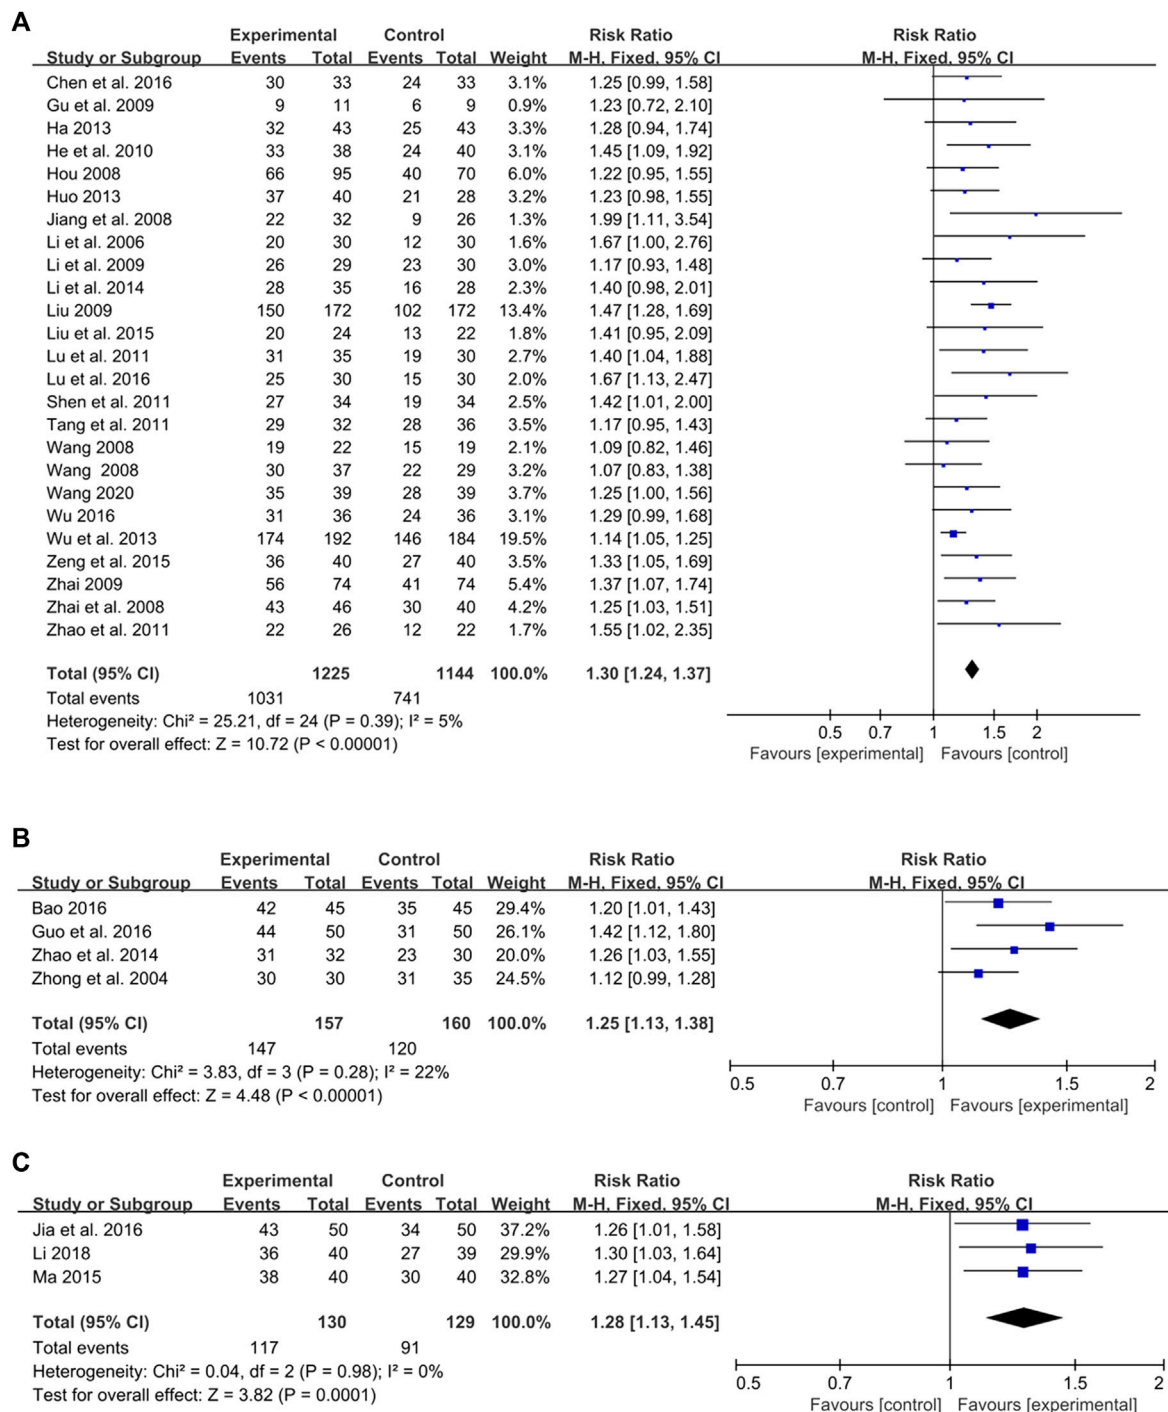 A
Experimental Control Risk Ratio Risk Ratio
Study or Subgroup Events Total Events Total Weight M-H, Fixed, 95% CI M-H, Fixed, 95% CI
Chen et al. 2016 30 33 24 33 3.1% 1.25 [0.99, 1.58]
Gu et al. 2009 9 11 6 9 0.9% 1.23 [0.72, 2.10]
Ha 2013 32 43 25 43 3.3% 1.28 [0.94, 1.74]
He et al. 2010 33 38 24 40 3.1% 1.45 [1.09, 1.92]
Hou 2008 66 95 40 70 6.0% 1.22 [0.95, 1.55]
Huo 2013 37 40 21 28 3.3% 1.23 [0.98, 1.55]
Jiang et al. 2008 22 32 9 26 1.3% 1.99 [1.11, 3.54]
Li et al. 2006 20 30 12 30 1.6% 1.67 [1.00, 2.76]
Li et al. 2009 26 29 23 30 3.0% 1.17 [0.93, 1.48]
Li et al. 2014 28 35 16 28 2.3% 1.40 [0.98, 2.01]
Liu 2009 150 172 102 172 13.4% 1.47 [1.28, 1.69]
Liu et al. 2015 20 24 13 22 1.8% 1.41 [0.95, 2.09]
Lu et al. 2011 31 35 19 30 2.7% 1.40 [1.04, 1.88]
Lu et al. 2016 25 30 15 30 2.0% 1.67 [1.13, 2.47]
Shen et al. 2011 27 34 19 34 2.5% 1.42 [1.01, 2.00]
Tang et al. 2011 29 32 28 36 3.5% 1.17 [0.95, 1.43]
Wang 2008 19 22 15 19 2.1% 1.09 [0.82, 1.46]
Wang 2008 30 37 22 29 3.2% 1.07 [0.83, 1.38]
Wang 2020 35 39 28 39 3.7% 1.25 [1.00, 1.56]
Wu 2016 31 36 24 36 3.1% 1.29 [0.99, 1.68]
Wu et al. 2013 174 192 146 184 19.5% 1.14 [1.05, 1.25]
Zeng et al. 2015 36 40 27 40 3.5% 1.33 [1.05, 1.69]
Zhai 2009 56 74 41 74 5.4% 1.37 [1.07, 1.74]
Zhai et al. 2008 43 46 30 40 4.2% 1.25 [1.03, 1.51]
Zhao et al. 2011 22 26 12 22 1.7% 1.55 [1.02, 2.35]
Total (95% CI) 1225 1144 100.0% 1.30 [1.24, 1.37]
Total events 1031 741
Heterogeneity: Chi² = 25.21, df = 24 (P = 0.39); I² = 5%
Test for overall effect: Z = 10.72 (P < 0.00001)
0.5 0.7 1 1.5 2
Favours [experimental] Favours [control]
B
Experimental Control Risk Ratio Risk Ratio
Study or Subgroup Events Total Events Total Weight M-H, Fixed, 95% CI M-H, Fixed, 95% CI
Bao 2016 42 45 35 45 29.4% 1.20 [1.01, 1.43]
Guo et al. 2016 44 50 31 50 26.1% 1.42 [1.12, 1.80]
Zhao et al. 2014 31 32 23 30 20.0% 1.26 [1.03, 1.55]
Zhong et al. 2004 30 30 31 35 24.5% 1.12 [0.99, 1.28]
Total (95% CI) 157 160 100.0% 1.25 [1.13, 1.38]
Total events 147 120
Heterogeneity: Chi² = 3.83, df = 3 (P = 0.28); I² = 22%
Test for overall effect: Z = 4.48 (P < 0.00001)
0.5 0.7 1 1.5 2
Favours [control] Favours [experimental]
C
Experimental Control Risk Ratio Risk Ratio
Study or Subgroup Events Total Events Total Weight M-H, Fixed, 95% CI M-H, Fixed, 95% CI
Jia et al. 2016 43 50 34 50 37.2% 1.26 [1.01, 1.58]
Li 2018 36 40 27 39 29.9% 1.30 [1.03, 1.64]
Ma 2015 38 40 30 40 32.8% 1.27 [1.04, 1.54]
Total (95% CI) 130 129 100.0% 1.28 [1.13, 1.45]
Total events 117 91
Heterogeneity: Chi² = 0.04, df = 2 (P = 0.98); I² = 0%
Test for overall effect: Z = 3.82 (P = 0.0001)
0.5 0.7 1 1.5 2
Favours [control] Favours [experimental]